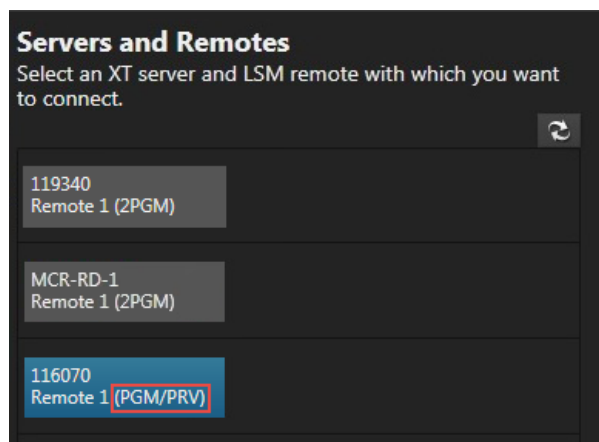 Servers and Remotes
Select an XT server and LSM remote with which you want
to connect.
119340
Remote 1 (2PGM)
MCR-RD-1
Remote 1 (2PGM)
116070
Remote 1 (PGM/PRV)